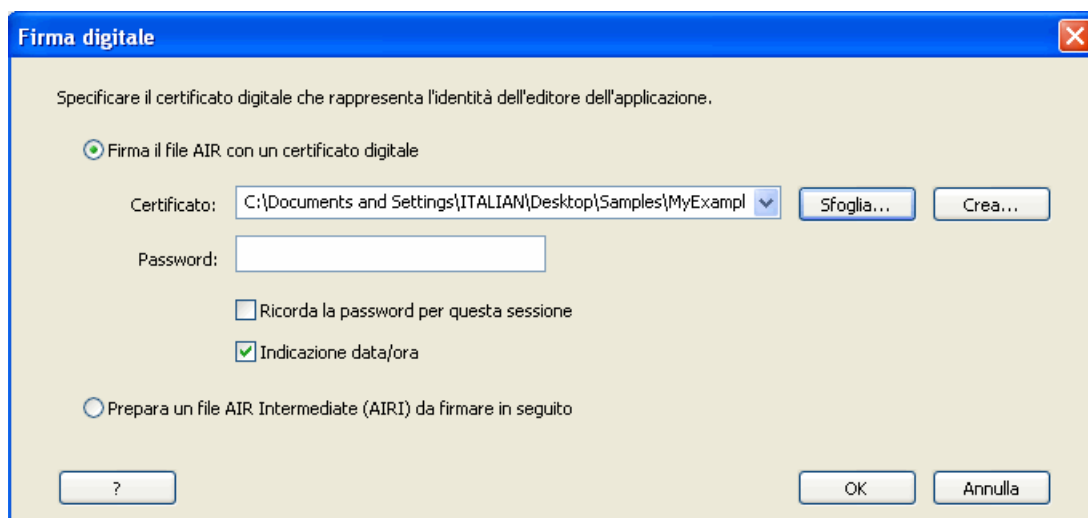 Firma digitale
Specificare il certificato digitale che rappresenta l'identità dell'editore dell'applicazione.
Firma il file AIR con un certificato digitale
Certificato: C:\Documents and Settings\ITALIAN\Desktop\Samples\MyExampl Sfoglia... Crea...
Password:
Ricorda la password per questa sessione
Indicazione data/ora
Prepara un file AIR Intermediate (AIRI) da firmare in seguito
? OK Annulla